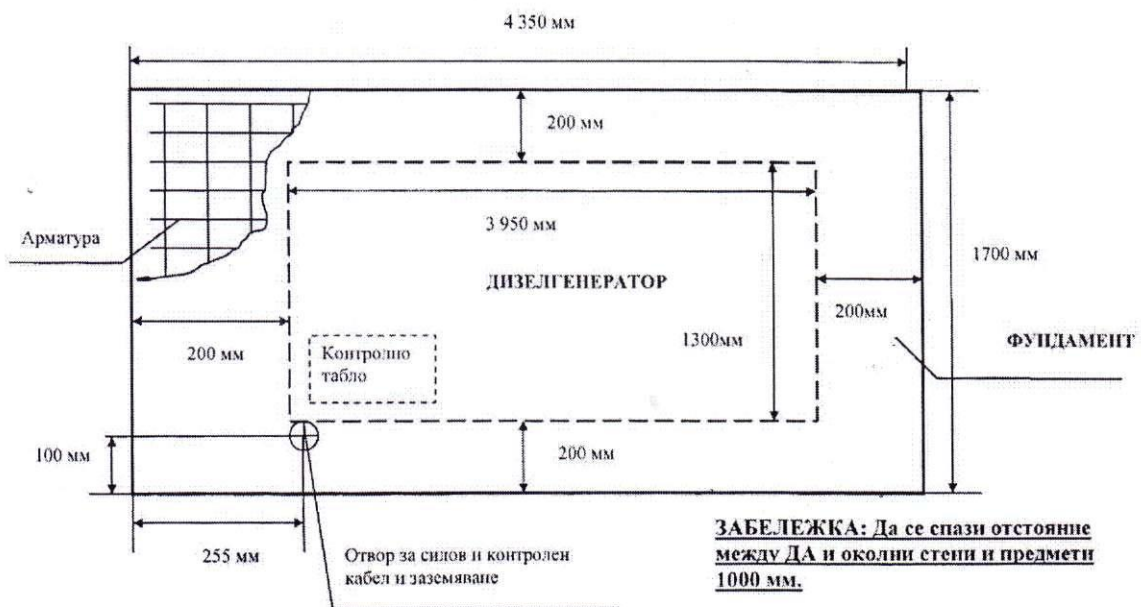 4 350 мм
200 мм
Арматура
3 950 мм
1700 мм
ДИЗЕЛГЕНЕРАТОР
200мм
200 мм
Контролно
табло
1300мм
ФУНДАМЕНТ
100 мм
200 мм
255 мм
Отвор за силов и контролен
кабел и заземяване
ЗАБЕЛЕЖКА: Да се спази отстояние
между ДА и околни стени и предмети
1000 мм.